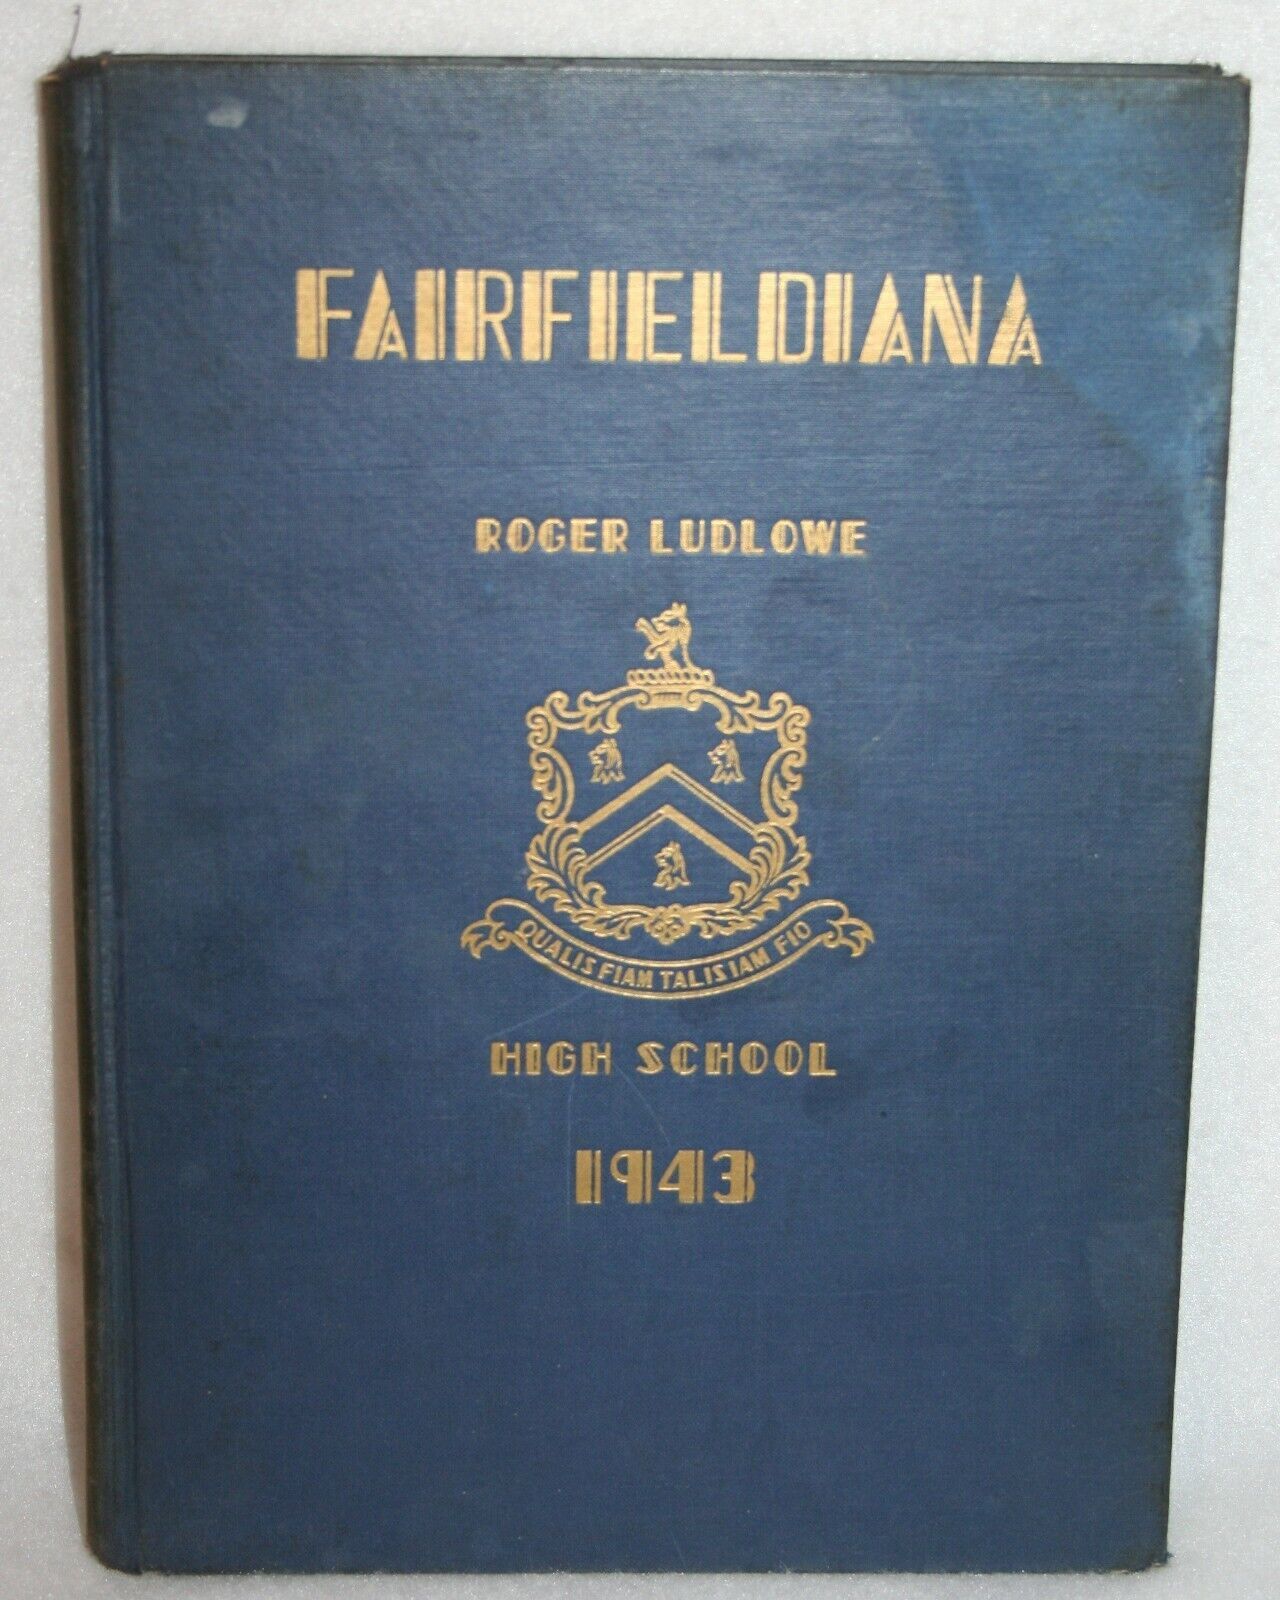 FAIRFIELDIANA
ROGER LUDLOWE
QUALIS FIAM TALIS IAM FIO
HIGH SCHOOL
1943